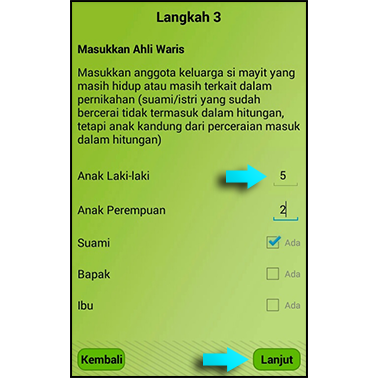 Langkah 3
Masukkan Ahli Waris
Masukkan anggota keluarga si mayit yang
masih hidup atau masih terkait dalam
pernikahan (suami/istri yang sudah
bercerai tidak termasuk dalam hitungan,
tetapi anak kandung dari perceraian masuk
dalam hitungan)
Anak Laki-laki 5
Anak Perempuan 2
Suami Ada
Bapak Ada
Ibu Ada
Kembali Lanjut